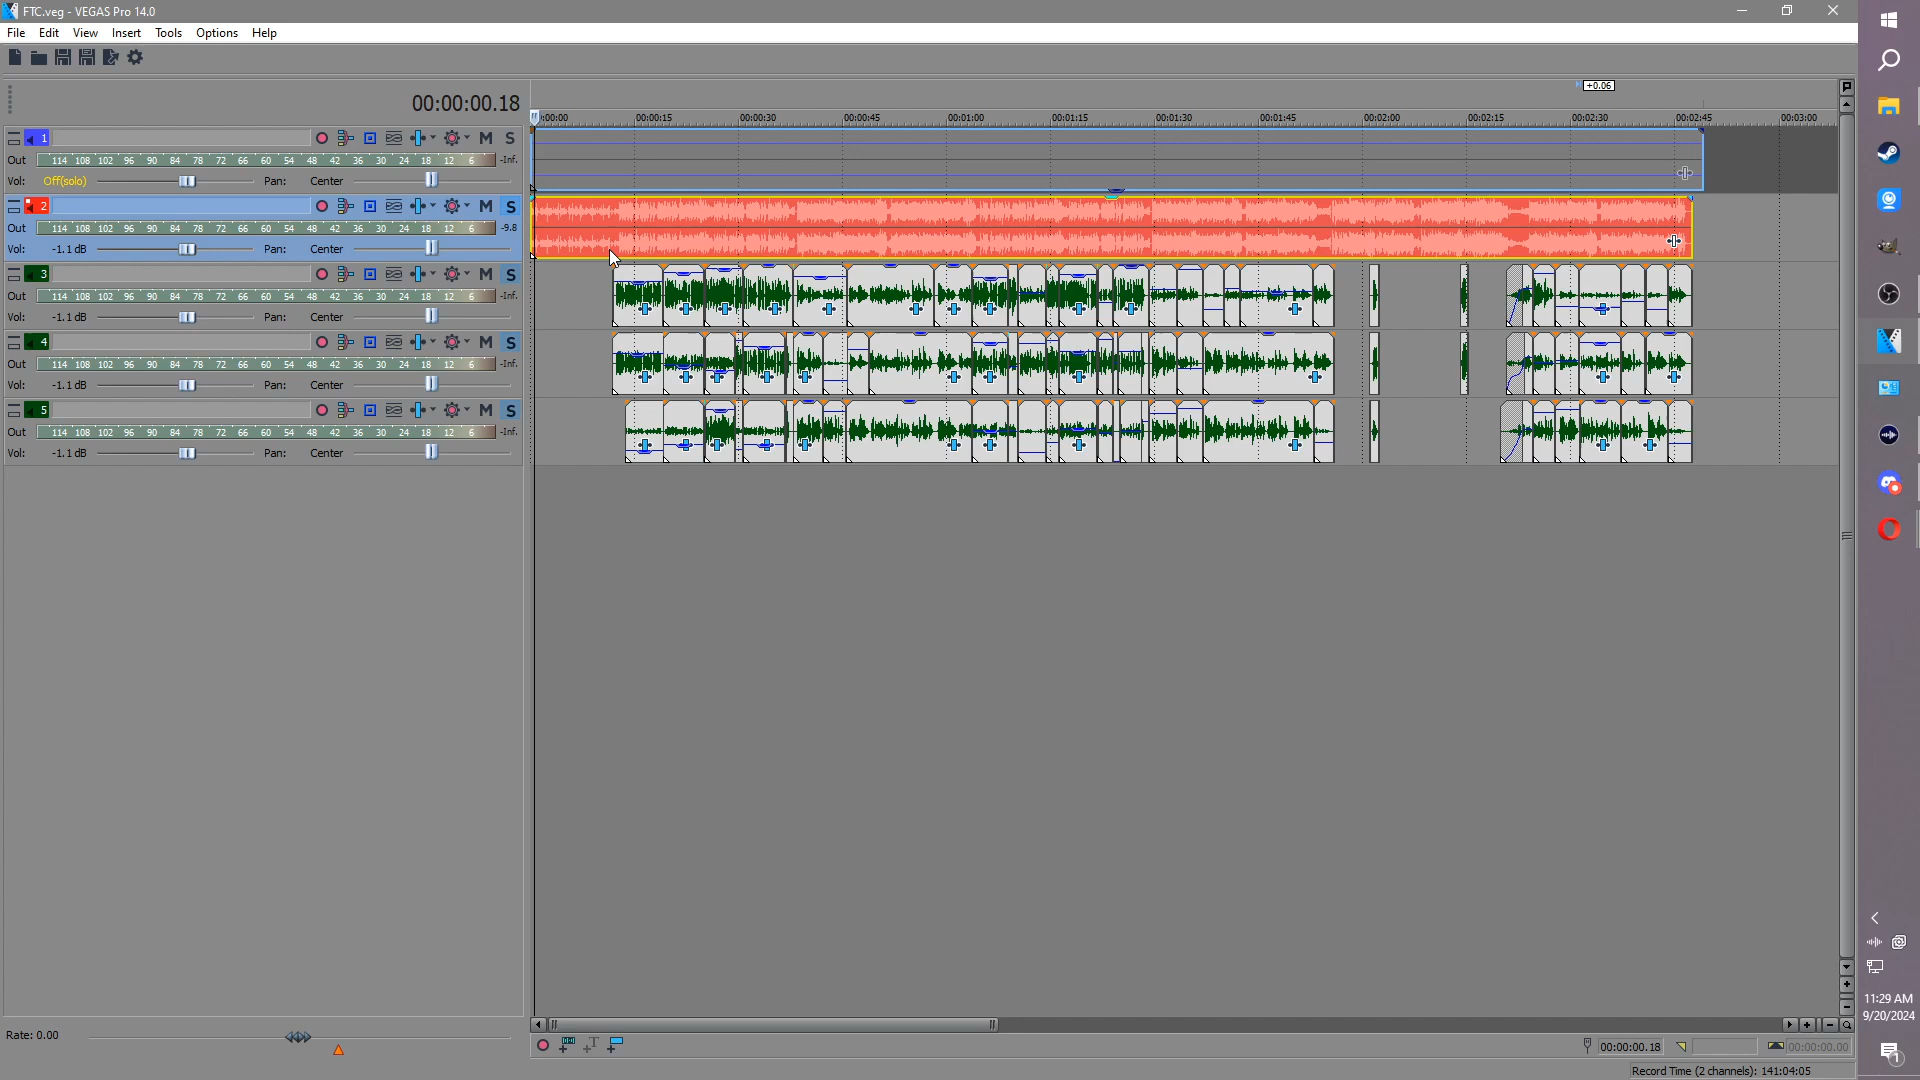 FTC.veg - VEGAS Pro 14.0
File Edit View Insert Tools Options Help
+0.06
00:00:00.18
:00:00 00:00:15 00:00:30 00:00:45 00:01:00 00:01:15 00:01:30 00:01:45 00:02:00 00:02:15 00:02:30 00:02:45 00:03:00
1 M S
Out 114 108 102 96 90 84 78 72 66 60 54 48 42 36 30 24 18 12 6 -Inf.
Vol: Off(solo) Pan: Center
2 M S
Out 114 108 102 96 90 84 78 72 66 60 54 48 42 36 30 24 18 12 6 -9.8
Vol: -1.1 dB Pan: Center
3 M S
Out 114 108 102 96 90 84 78 72 66 60 54 48 42 36 30 24 18 12 6 -Inf.
Vol: -1.1 dB Pan: Center
4 M S
Out 114 108 102 96 90 84 78 72 66 60 54 48 42 36 30 24 18 12 6 -Inf.
Vol: -1.1 dB Pan: Center
5 M S
Out 114 108 102 96 90 84 78 72 66 60 54 48 42 36 30 24 18 12 6 -Inf.
Vol: -1.1 dB Pan: Center
Rate: 0.00
00:00:00.18
00:00:00.00
Record Time (2 channels): 141:04:05
11:29 AM
9/20/2024
1